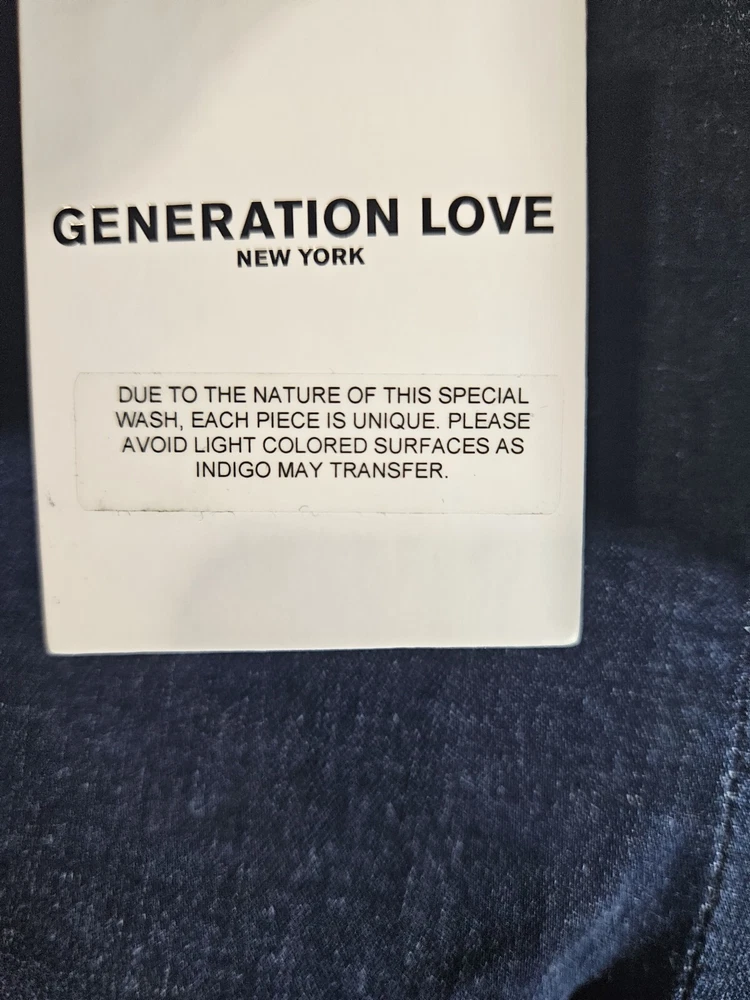 GENERATION LOVE
NEW YORK
DUE TO THE NATURE OF THIS SPECIAL
WASH, EACH PIECE IS UNIQUE. PLEASE
AVOID LIGHT COLORED SURFACES AS
INDIGO MAY TRANSFER.